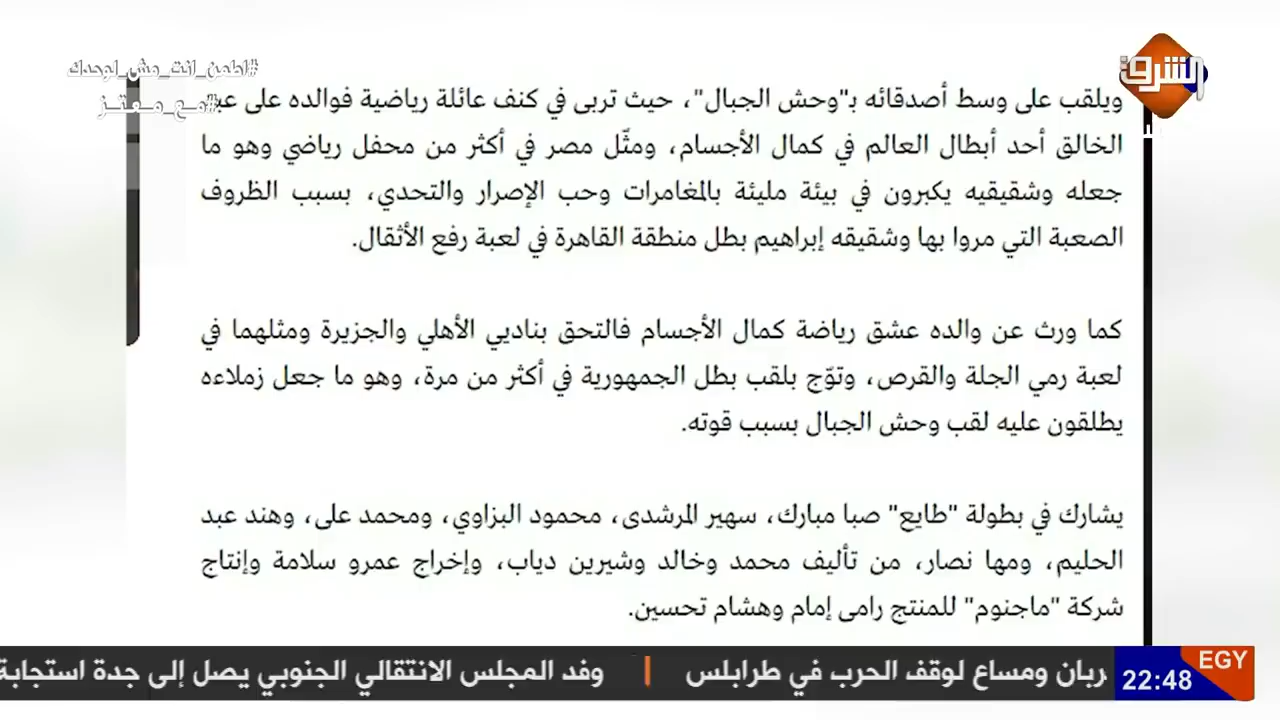 #اطمن_انت_مش_لوحدك
#مـع_مـعـتـز
الشرق
ويلقب على وسط أصدقائه بـ"وحش الجبال"، حيث تربى في كنف عائلة رياضية فوالده على عبد
الخالق أحد أبطال العالم في كمال الأجسام، ومثّل مصر في أكثر من محفل رياضي وهو ما
جعله وشقيقيه يكبرون في بيئة مليئة بالمغامرات وحب الإصرار والتحدي، بسبب الظروف
الصعبة التي مروا بها وشقيقه إبراهيم بطل منطقة القاهرة في لعبة رفع الأثقال.
كما ورث عن والده عشق رياضة كمال الأجسام فالتحق بناديي الأهلي والجزيرة ومثلهما في
لعبة رمي الجلة والقرص، وتوّج بلقب بطل الجمهورية في أكثر من مرة، وهو ما جعل زملاءه
يطلقون عليه لقب وحش الجبال بسبب قوته.
يشارك في بطولة "طايع" صبا مبارك، سهير المرشدى، محمود البزاوي، ومحمد على، وهند عبد
الحليم، ومها نصار، من تأليف محمد وخالد وشيرين دياب، وإخراج عمرو سلامة وإنتاج
شركة "ماجنوم" للمنتج رامى إمام وهشام تحسين.
ربان ومساع لوقف الحرب في طرابلس | وفد المجلس الانتقالي الجنوبي يصل إلى جدة استجابة
EGY
22:48